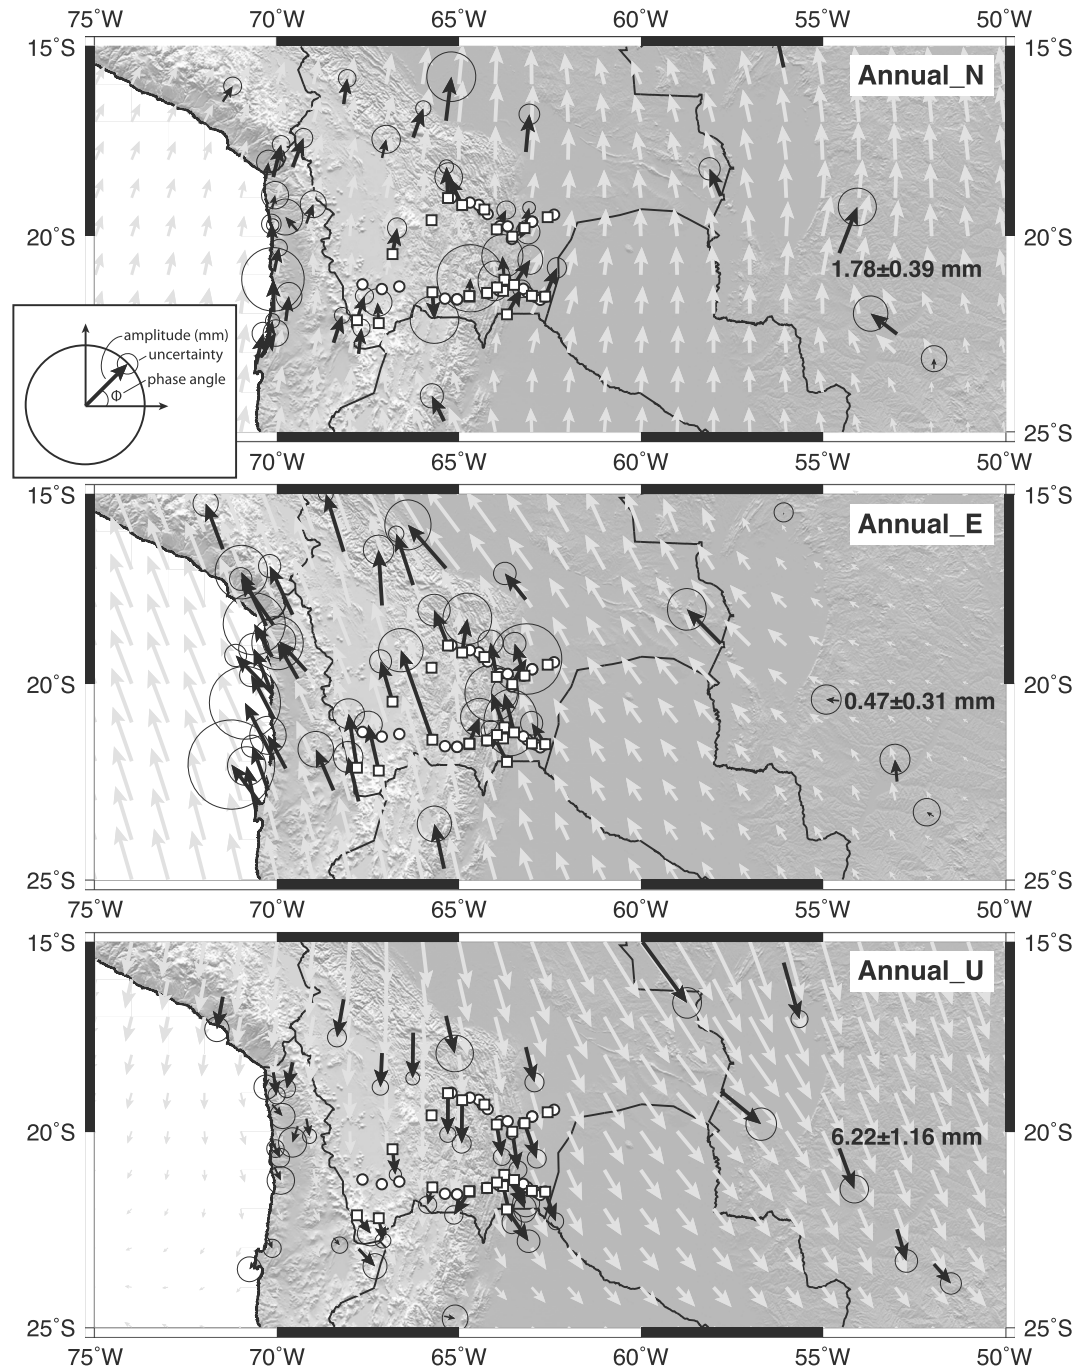 75˚W 70˚W 65˚W 60˚W 55˚W 50˚W
15˚S 15˚S
Annual_N
20˚S 20˚S
1.78±0.39 mm
amplitude (mm)
uncertainty
phase angle
Φ
25˚S
70˚W 65˚W 60˚W 55˚W 50˚W
15˚S 15˚S
Annual_E
20˚S 20˚S
0.47±0.31 mm
25˚S 25˚S
75˚W 70˚W 65˚W 60˚W 55˚W 50˚W
15˚S 15˚S
Annual_U
20˚S 20˚S
6.22±1.16 mm
25˚S 25˚S
75˚W 70˚W 65˚W 60˚W 55˚W 50˚W